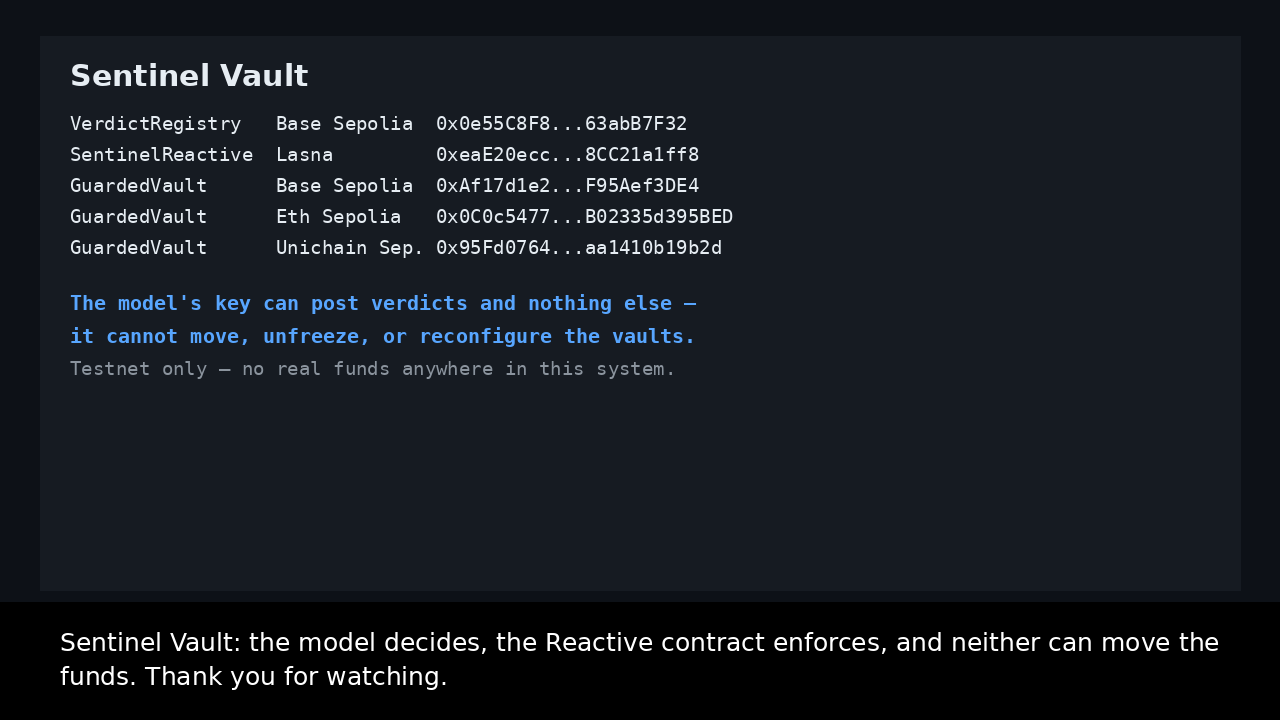 Sentinel Vault
VerdictRegistry   Base Sepolia  0x0e55C8F8...63abB7F32
SentinelReactive  Lasna         0xeaE20ecc...8CC21a1ff8
GuardedVault      Base Sepolia  0xAf17d1e2...F95Aef3DE4
GuardedVault      Eth Sepolia   0x0C0c5477...B02335d395BED
GuardedVault      Unichain Sep. 0x95Fd0764...aa1410b19b2d
The model's key can post verdicts and nothing else —
it cannot move, unfreeze, or reconfigure the vaults.
Testnet only — no real funds anywhere in this system.
Sentinel Vault: the model decides, the Reactive contract enforces, and neither can move the
funds. Thank you for watching.